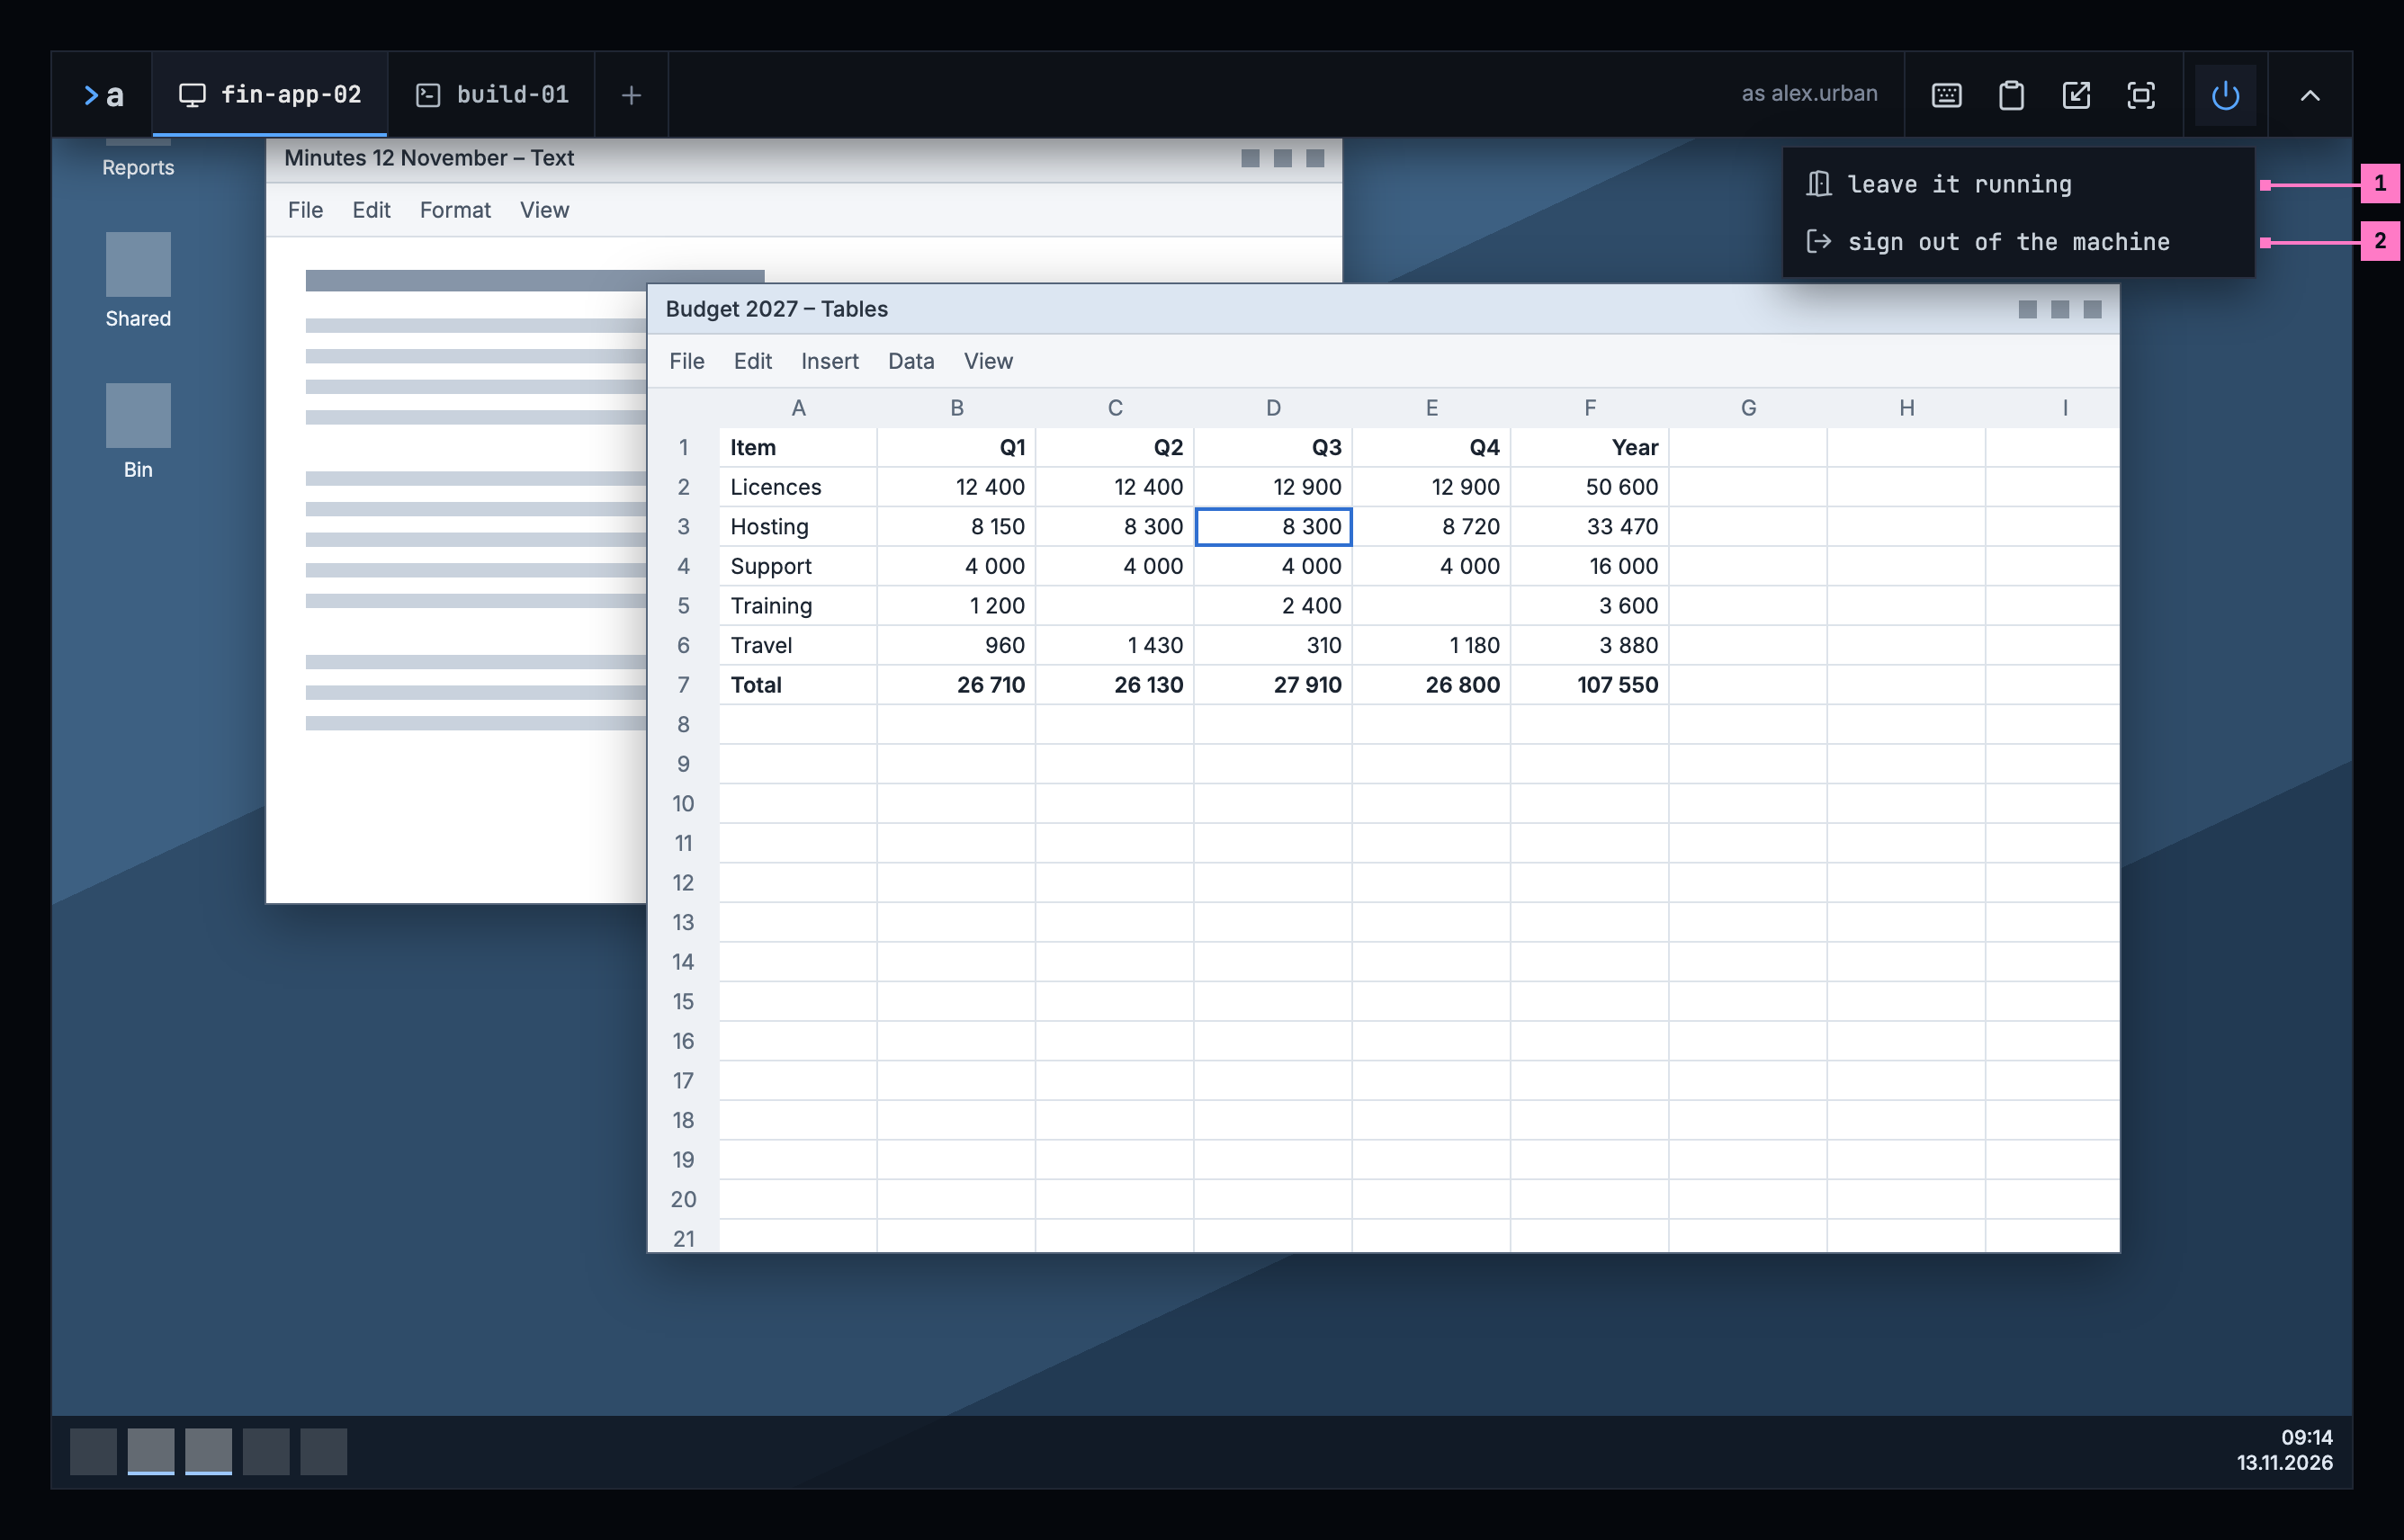 >a fin-app-02 build-01 + as alex.urban
leave it running 1
sign out of the machine 2
Reports
Shared
Bin
Minutes 12 November – Text
File Edit Format View
Budget 2027 – Tables
File Edit Insert Data View
A B C D E F G H I
1 Item Q1 Q2 Q3 Q4 Year
2 Licences 12 400 12 400 12 900 12 900 50 600
3 Hosting 8 150 8 300 8 300 8 720 33 470
4 Support 4 000 4 000 4 000 4 000 16 000
5 Training 1 200 2 400 3 600
6 Travel 960 1 430 310 1 180 3 880
7 Total 26 710 26 130 27 910 26 800 107 550
8
9
10
11
12
13
14
15
16
17
18
19
20
21
09:14
13.11.2026